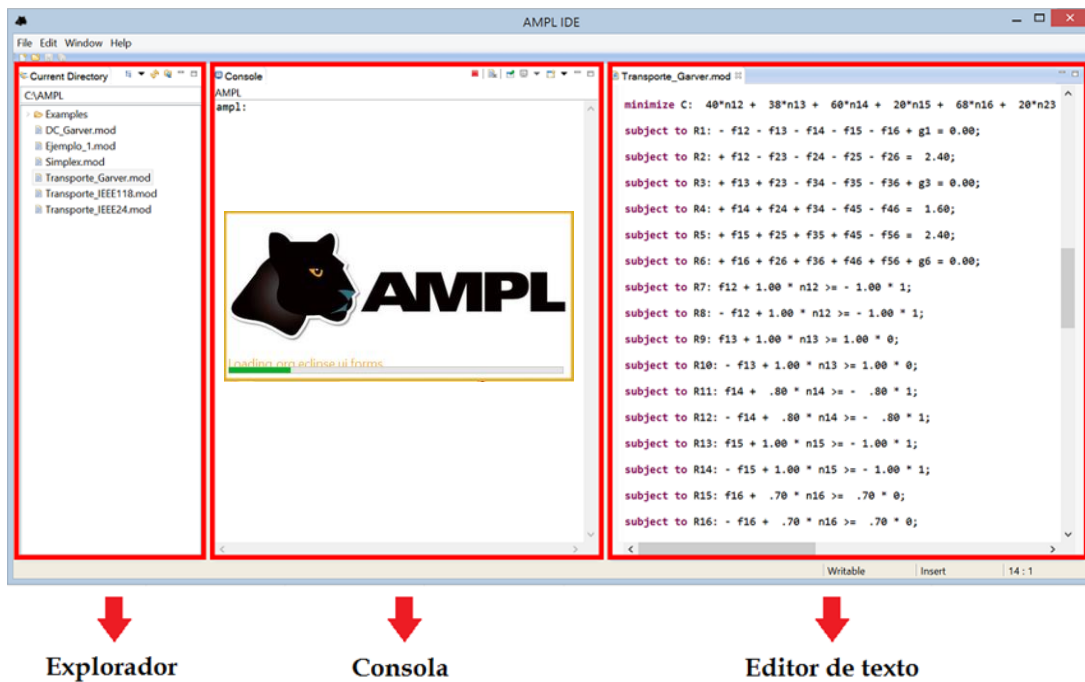 AMPL IDE
File Edit Window Help
Current Directory
C:\AMPL
Examples
DC_Garver.mod
Ejemplo_1.mod
Simplex.mod
Transporte_Garver.mod
Transporte_IEEE118.mod
Transporte_IEEE24.mod
Console
AMPL
ampl:
AMPL
Loading org.eclipse.ui.forms
Transporte_Garver.mod
minimize C: 40*n12 + 38*n13 + 60*n14 + 20*n15 + 68*n16 + 20*n23
subject to R1: - f12 - f13 - f14 - f15 - f16 + g1 = 0.00;
subject to R2: + f12 - f23 - f24 - f25 - f26 = 2.40;
subject to R3: + f13 + f23 - f34 - f35 - f36 + g3 = 0.00;
subject to R4: + f14 + f24 + f34 - f45 - f46 = 1.60;
subject to R5: + f15 + f25 + f35 + f45 - f56 = 2.40;
subject to R6: + f16 + f26 + f36 + f46 + f56 + g6 = 0.00;
subject to R7: f12 + 1.00 * n12 >= - 1.00 * 1;
subject to R8: - f12 + 1.00 * n12 >= - 1.00 * 1;
subject to R9: f13 + 1.00 * n13 >= 1.00 * 0;
subject to R10: - f13 + 1.00 * n13 >= 1.00 * 0;
subject to R11: f14 + .80 * n14 >= - .80 * 1;
subject to R12: - f14 + .80 * n14 >= - .80 * 1;
subject to R13: f15 + 1.00 * n15 >= - 1.00 * 1;
subject to R14: - f15 + 1.00 * n15 >= - 1.00 * 1;
subject to R15: f16 + .70 * n16 >= .70 * 0;
subject to R16: - f16 + .70 * n16 >= .70 * 0;
Writable Insert 14 : 1
Explorador
Consola
Editor de texto